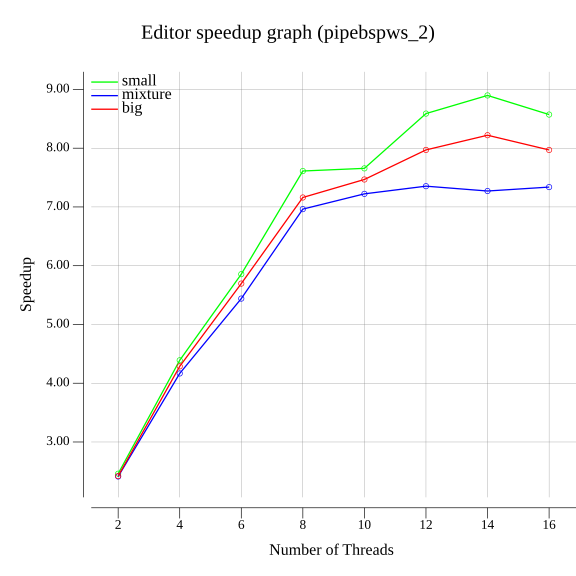 Editor speedup graph (pipebspws_2)
small
mixture
big
9.00
8.00
7.00
6.00
5.00
4.00
3.00
Speedup
2 4 6 8 10 12 14 16
Number of Threads